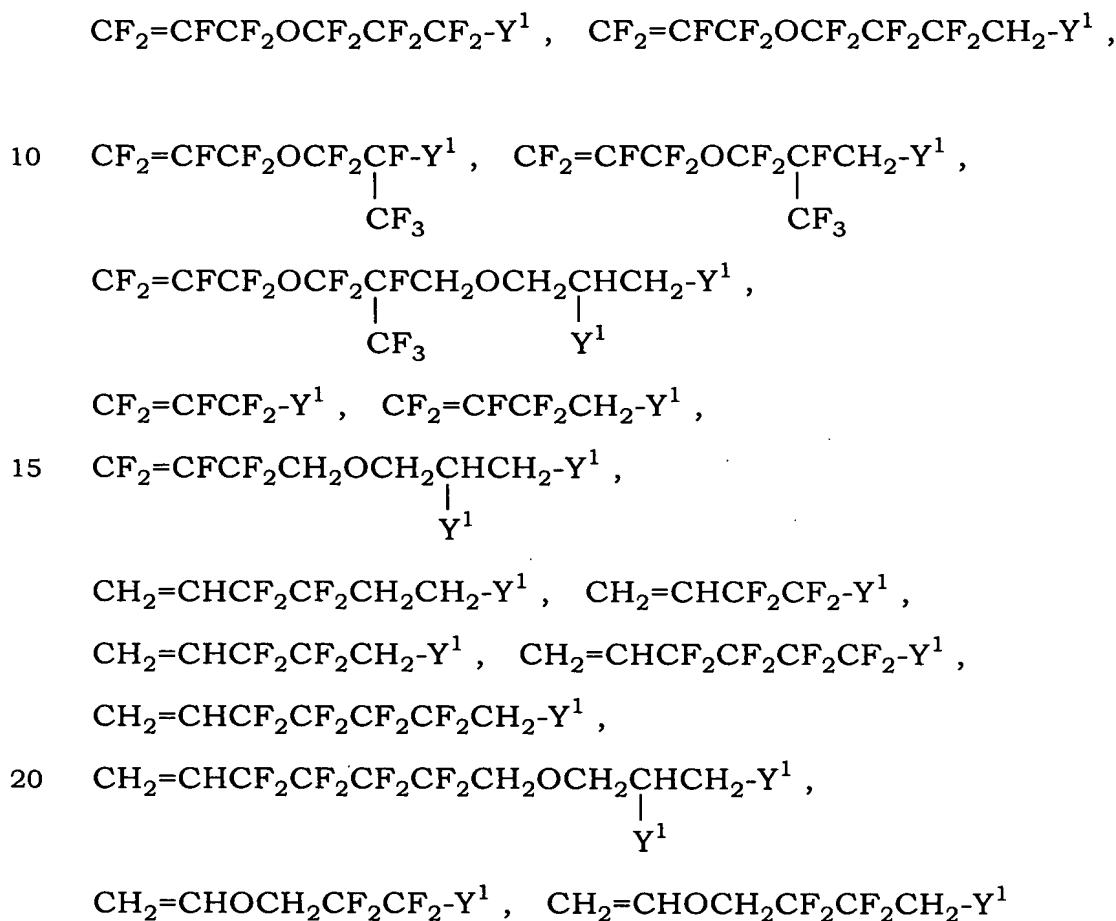 CF₂=CFCF₂OCF₂CF₂CF₂-Y¹ , CF₂=CFCF₂OCF₂CF₂CF₂CH₂-Y¹ ,
10 CF₂=CFCF₂OCF₂CF-Y¹ , CF₂=CFCF₂OCF₂CFCH₂-Y¹ ,
| |
CF₃ CF₃
CF₂=CFCF₂OCF₂CFCH₂OCH₂CHCH₂-Y¹ ,
| |
CF₃ Y¹
CF₂=CFCF₂-Y¹ , CF₂=CFCF₂CH₂-Y¹ ,
15 CF₂=CFCF₂CH₂OCH₂CHCH₂-Y¹ ,
|
Y¹
CH₂=CHCF₂CF₂CH₂CH₂-Y¹ , CH₂=CHCF₂CF₂-Y¹ ,
CH₂=CHCF₂CF₂CH₂-Y¹ , CH₂=CHCF₂CF₂CF₂CF₂-Y¹ ,
CH₂=CHCF₂CF₂CF₂CF₂CH₂-Y¹ ,
20 CH₂=CHCF₂CF₂CF₂CF₂CH₂OCH₂CHCH₂-Y¹ ,
|
Y¹
CH₂=CHOCH₂CF₂CF₂-Y¹ , CH₂=CHOCH₂CF₂CF₂CH₂-Y¹